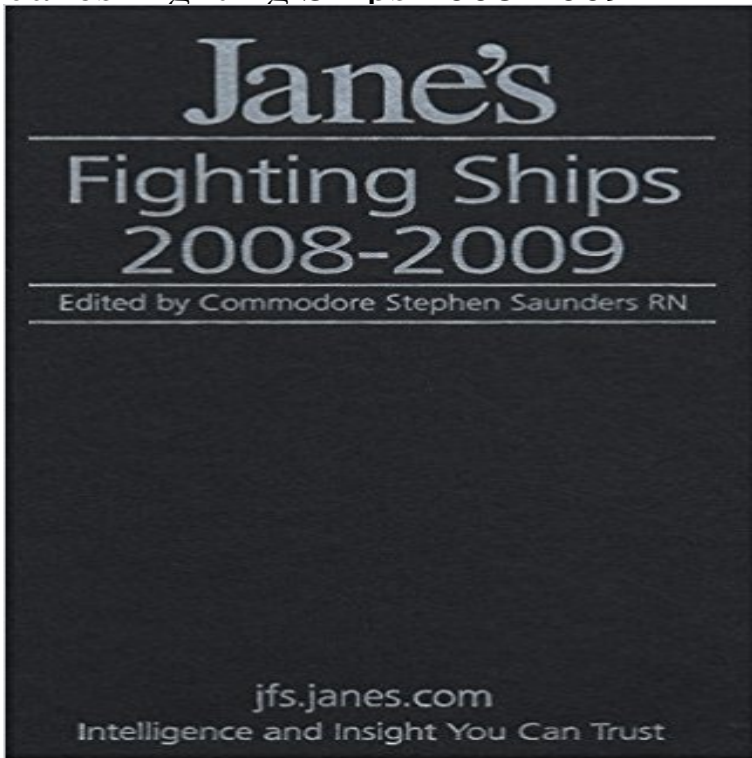 Jane's
Fighting Ships
2008-2009
Edited by Commodore Stephen Saunders RN
jfs.janes.com
Intelligence and Insight You Can Trust